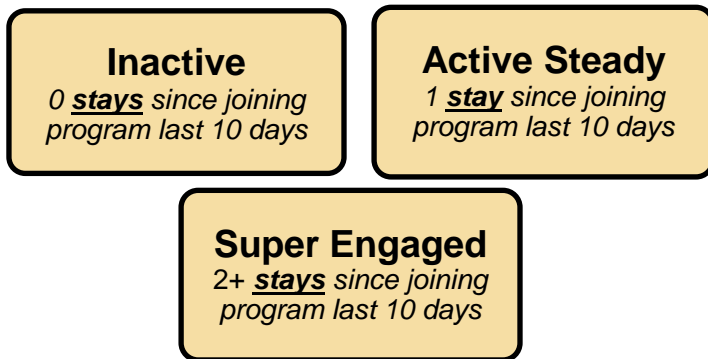 Inactive
0 stays since joining
program last 10 days
Active Steady
1 stay since joining
program last 10 days
Super Engaged
2+ stays since joining
program last 10 days